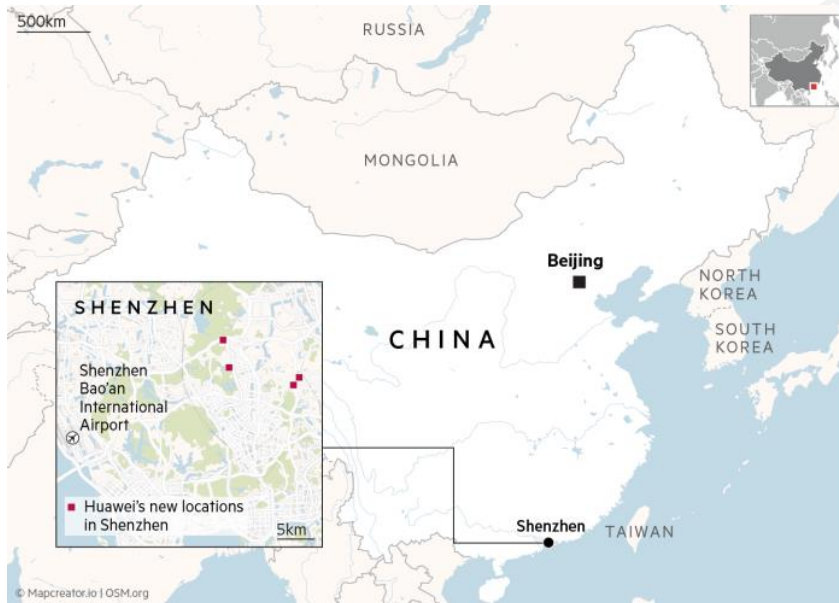 500km
RUSSIA
MONGOLIA
Beijing
NORTH
KOREA
SOUTH
KOREA
CHINA
SHENZHEN
Shenzhen
Bao'an
International
Airport
Huawei's new locations
in Shenzhen
5km
Shenzhen
TAIWAN
© Mapcreator.io | OSM.org